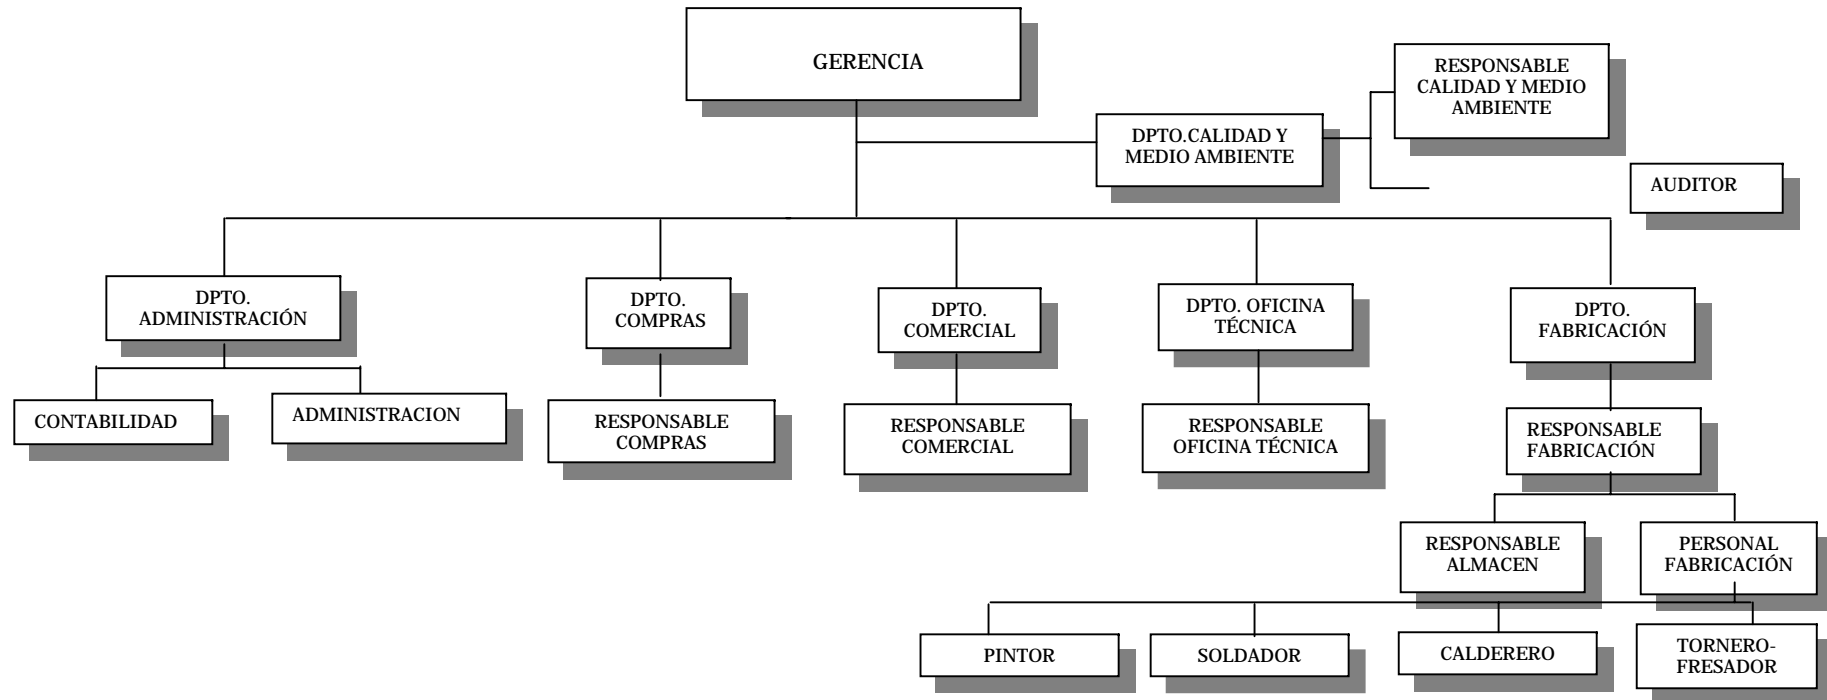 GERENCIA
RESPONSABLE
CALIDAD Y MEDIO
AMBIENTE
DPTO.CALIDAD Y
MEDIO AMBIENTE
AUDITOR
DPTO.
ADMINISTRACIÓN
DPTO.
COMPRAS
DPTO.
COMERCIAL
DPTO. OFICINA
TÉCNICA
DPTO.
FABRICACIÓN
CONTABILIDAD
ADMINISTRACION
RESPONSABLE
COMPRAS
RESPONSABLE
COMERCIAL
RESPONSABLE
OFICINA TÉCNICA
RESPONSABLE
FABRICACIÓN
RESPONSABLE
ALMACEN
PERSONAL
FABRICACIÓN
PINTOR
SOLDADOR
CALDERERO
TORNERO-
FRESADOR